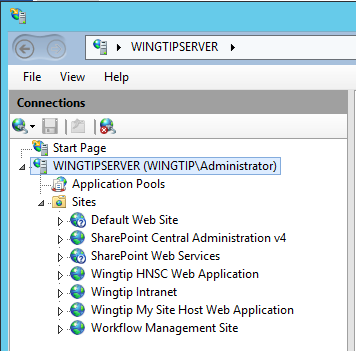 WINGTIPSERVER
File View Help
Connections
Start Page
WINGTIPSERVER (WINGTIP\Administrator)
Application Pools
Sites
Default Web Site
SharePoint Central Administration v4
SharePoint Web Services
Wingtip HNSC Web Application
Wingtip Intranet
Wingtip My Site Host Web Application
Workflow Management Site